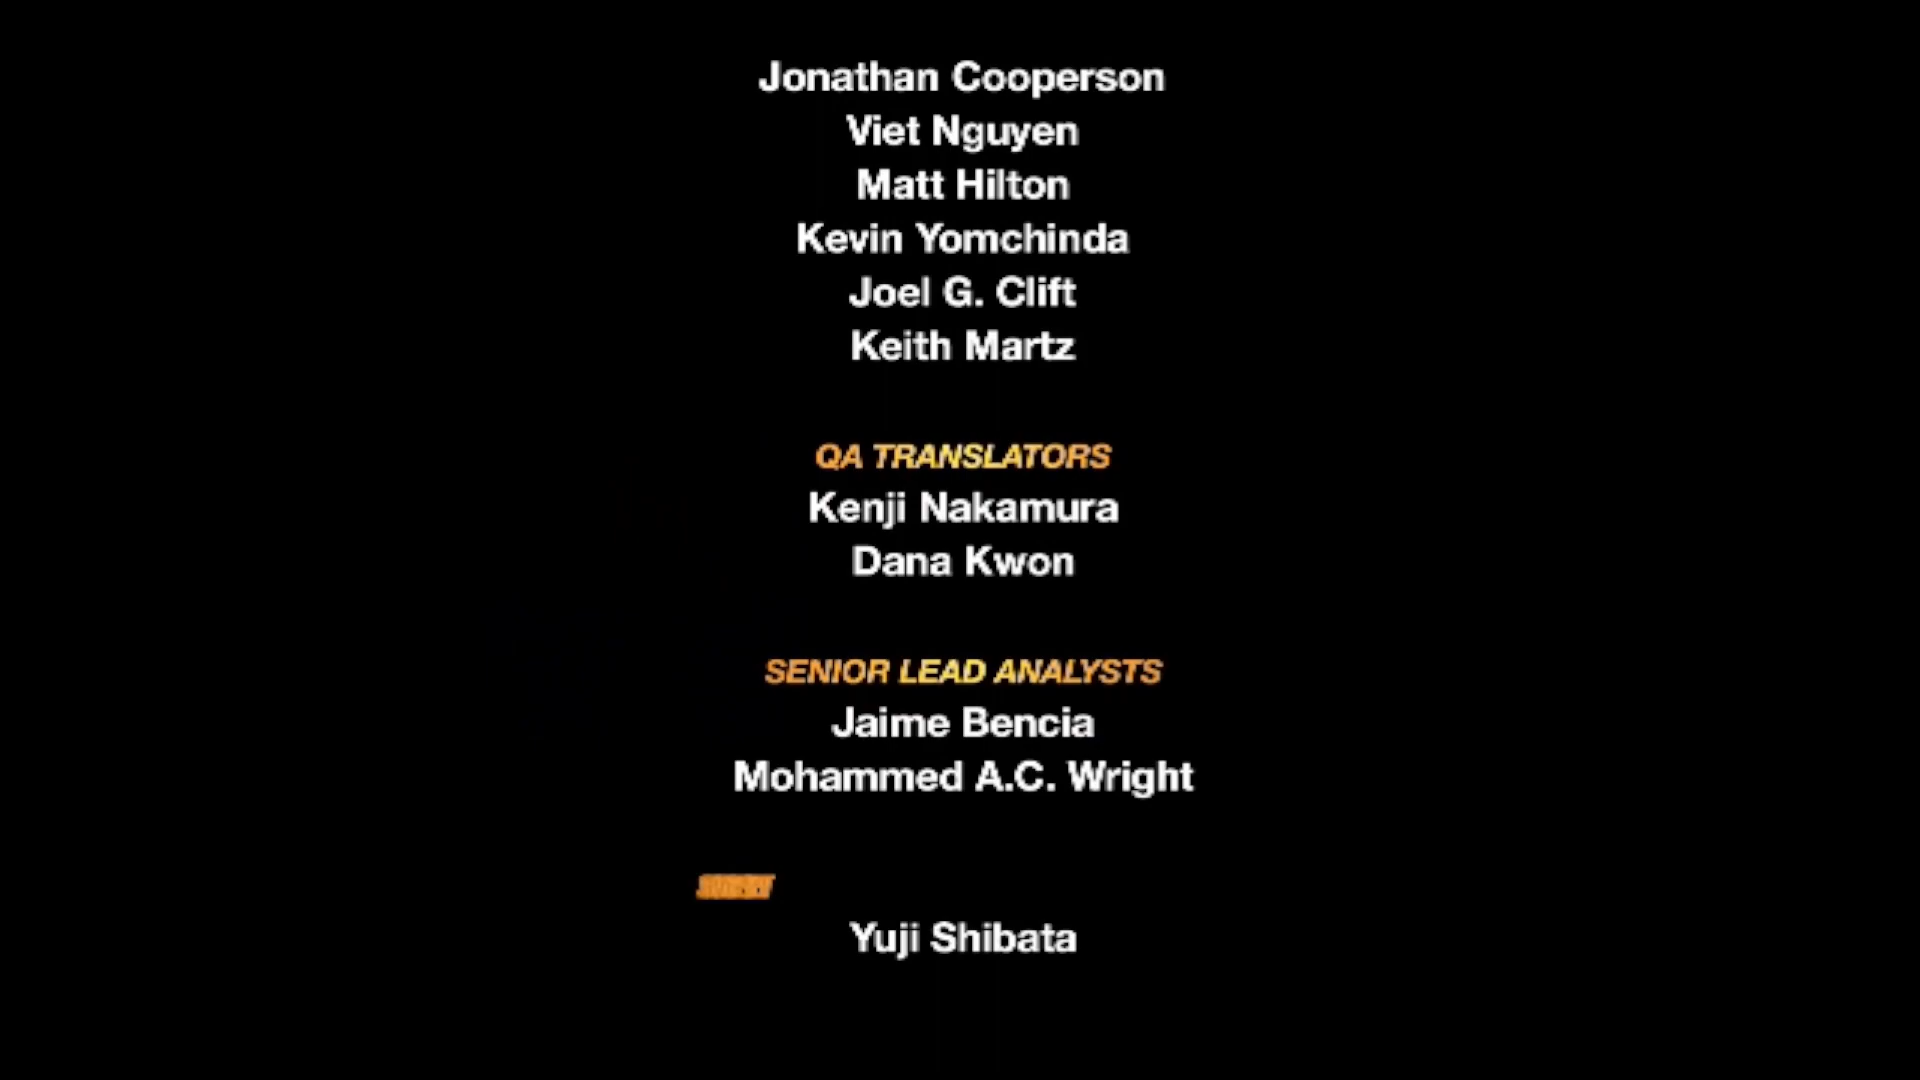 Jonathan Cooperson
Viet Nguyen
Matt Hilton
Kevin Yomchinda
Joel G. Clift
Keith Martz
QA TRANSLATORS
Kenji Nakamura
Dana Kwon
SENIOR LEAD ANALYSTS
Jaime Bencia
Mohammed A.C. Wright
Yuji Shibata